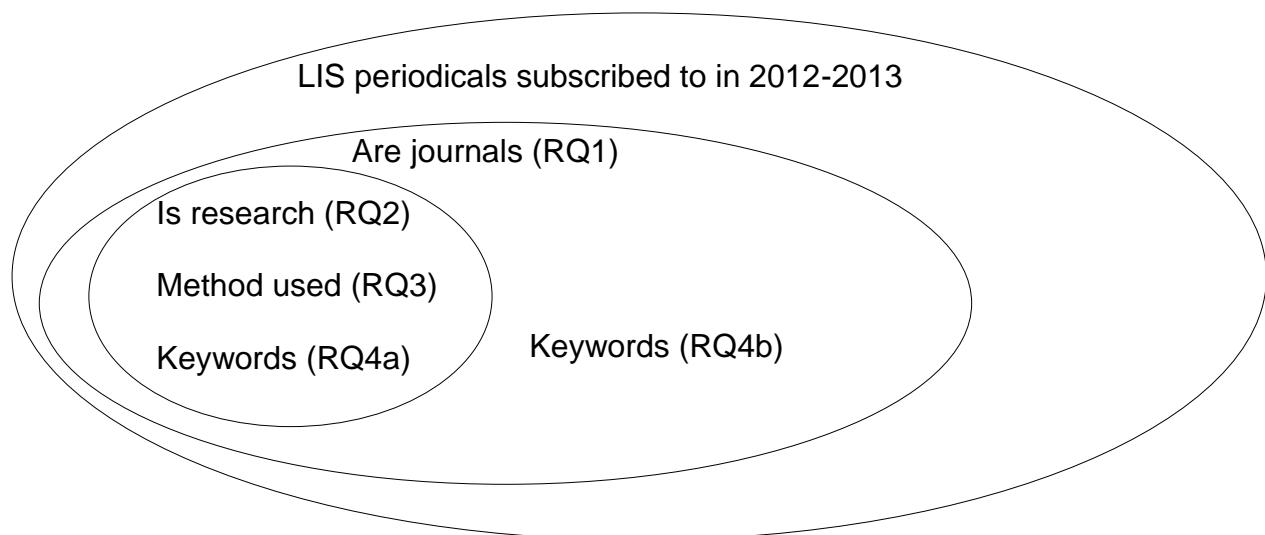 LIS periodicals subscribed to in 2012-2013
Are journals (RQ1)
Is research (RQ2)
Method used (RQ3)
Keywords (RQ4a)
Keywords (RQ4b)